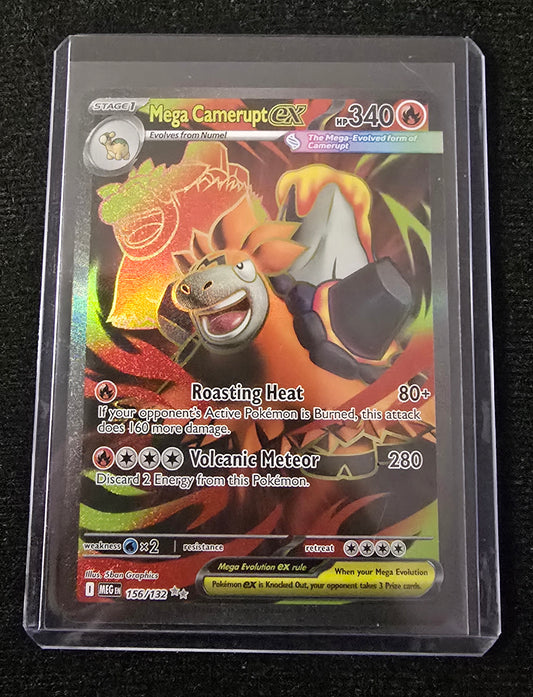 STAGE 1 Mega Camerupt ex HP 340
Evolves from Numel
The Mega-Evolved form of
Camerupt
Roasting Heat 80+
If your opponent's Active Pokémon is Burned, this attack
does 160 more damage.
Volcanic Meteor 280
Discard 2 Energy from this Pokémon.
weakness ×2 resistance retreat
Illus. 5ban Graphics
Mega Evolution ex rule
When your Mega Evolution
Pokémon ex is Knocked Out, your opponent takes 3 Prize cards.
I MEG EN 156/132